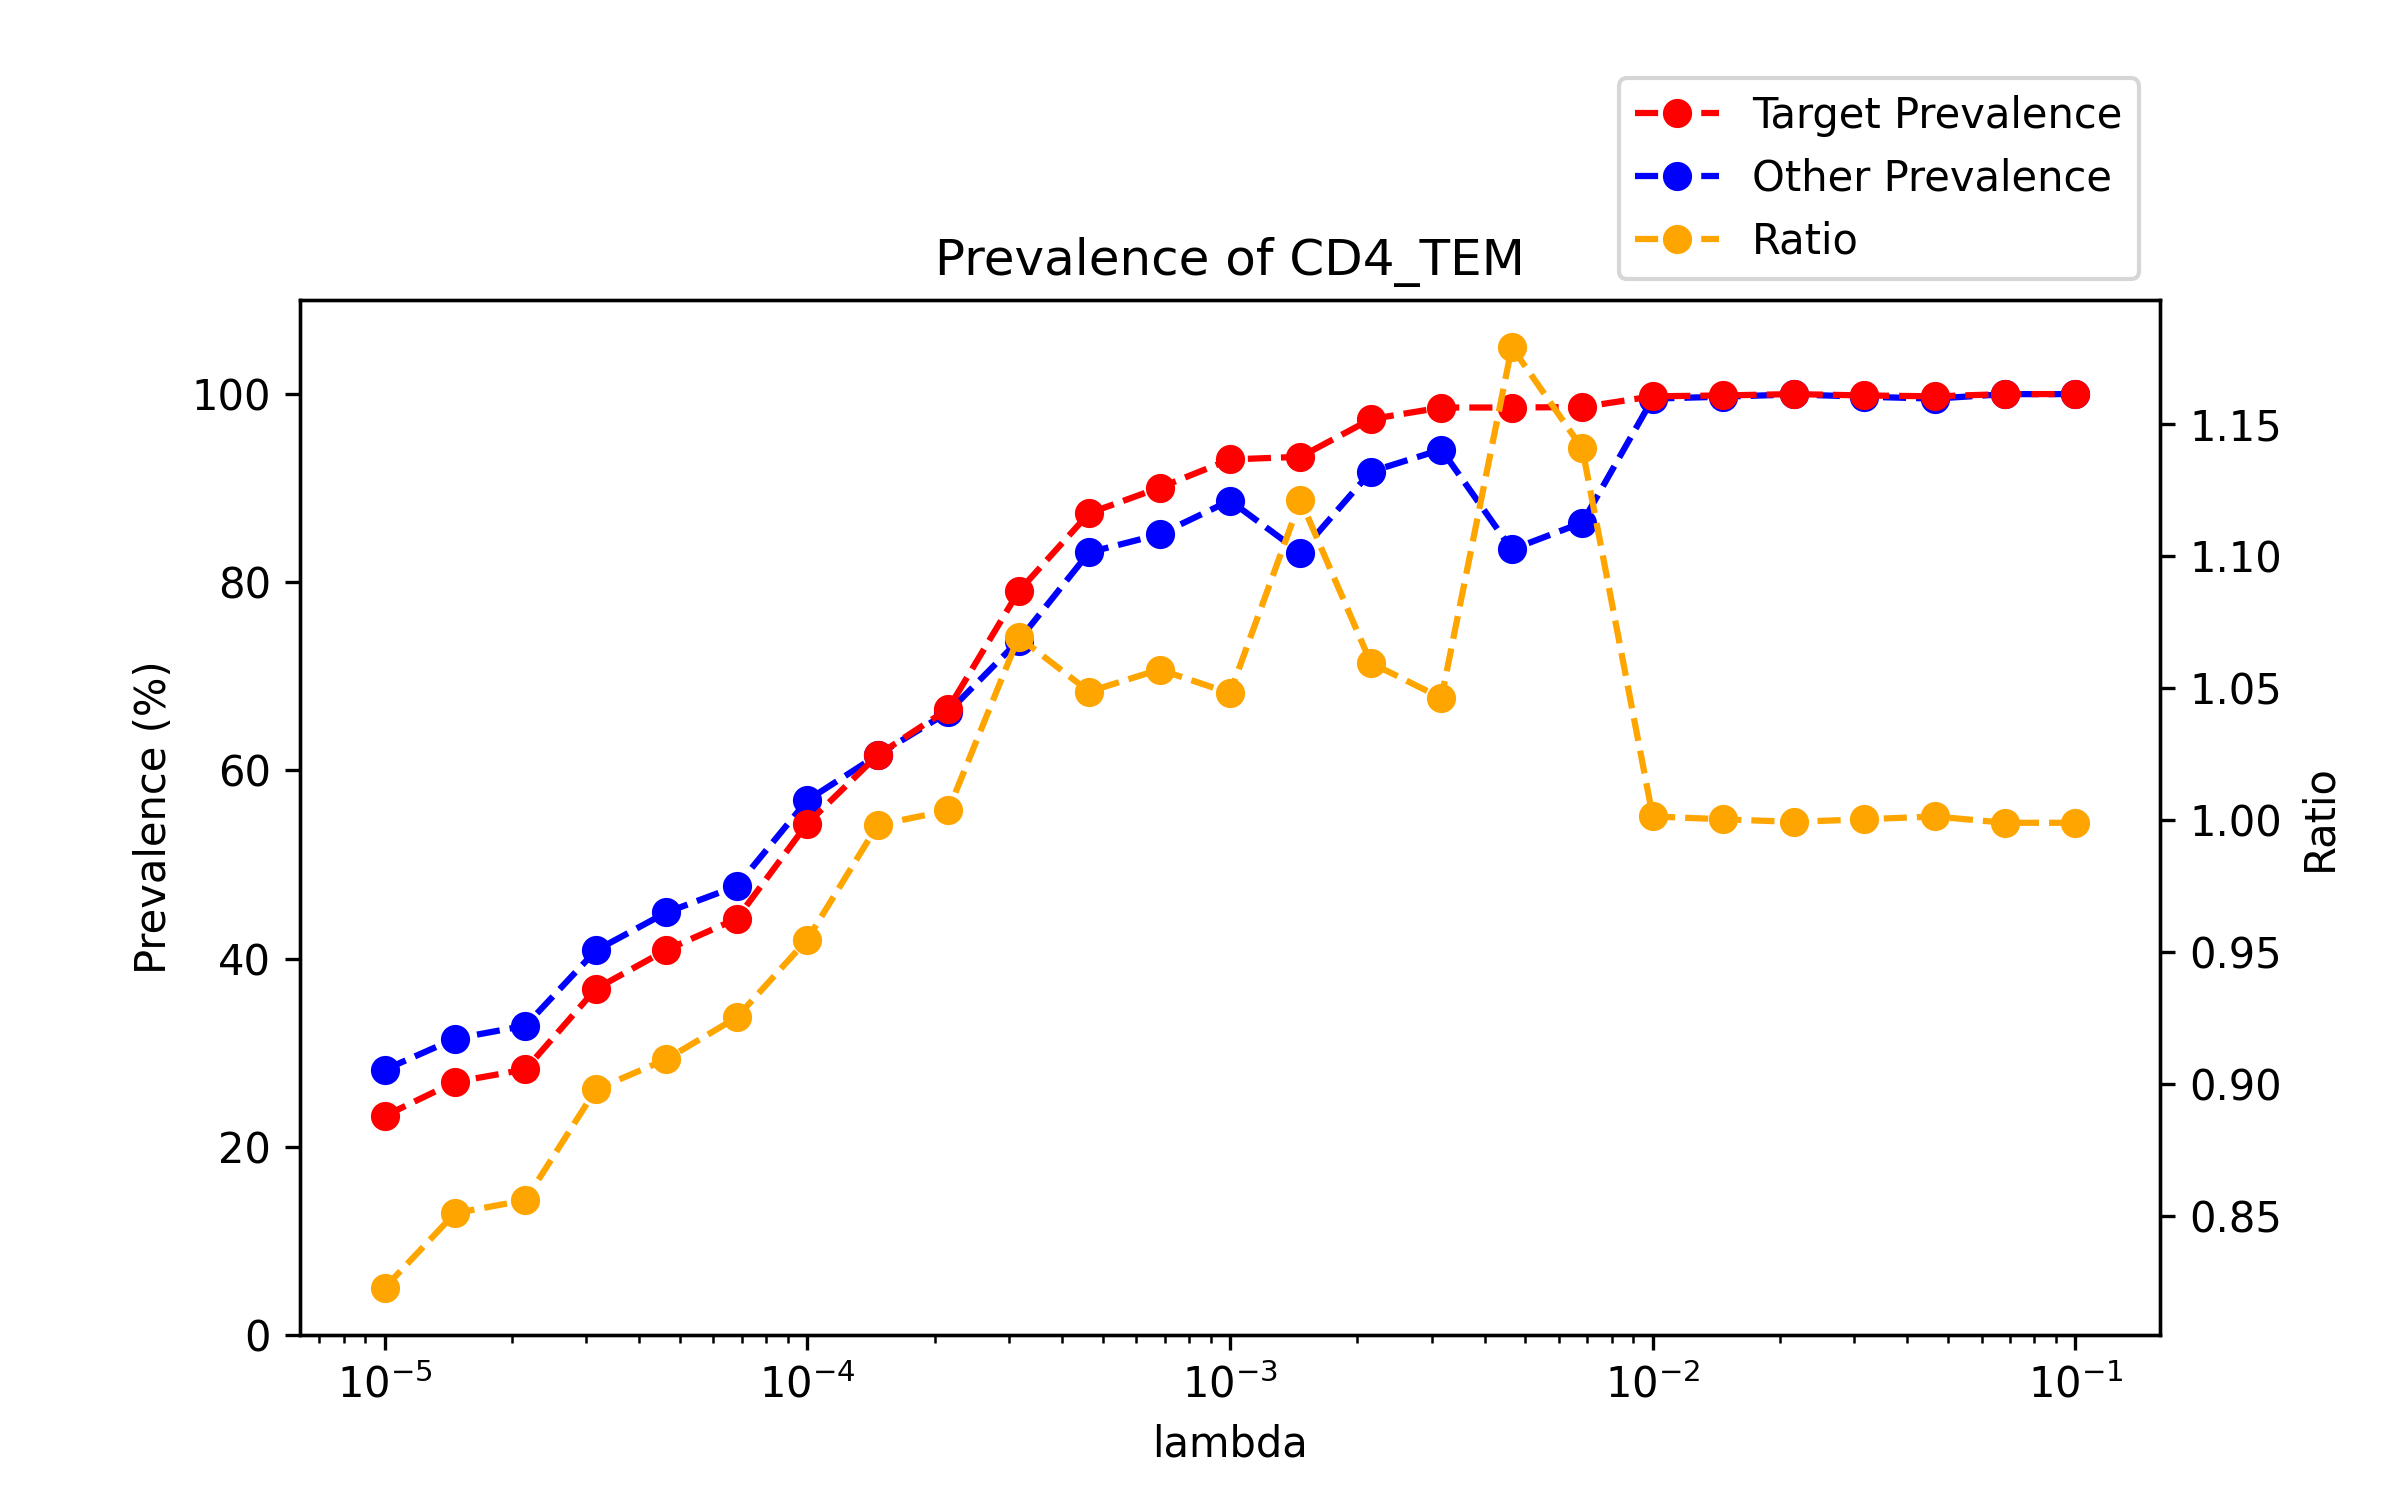 Target Prevalence
Other Prevalence
Ratio
Prevalence of CD4_TEM
100
80
60
40
20
0
Prevalence (%)
1.15
1.10
1.05
1.00
0.95
0.90
0.85
Ratio
10⁻⁵ 10⁻⁴ 10⁻³ 10⁻² 10⁻¹
lambda